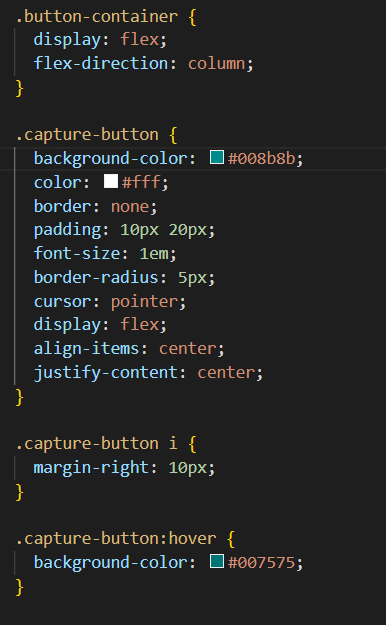 .button-container {
display: flex;
flex-direction: column;
}
.capture-button {
background-color: #008b8b;
color: #fff;
border: none;
padding: 10px 20px;
font-size: 1em;
border-radius: 5px;
cursor: pointer;
display: flex;
align-items: center;
justify-content: center;
}
.capture-button i {
margin-right: 10px;
}
.capture-button:hover {
background-color: #007575;
}